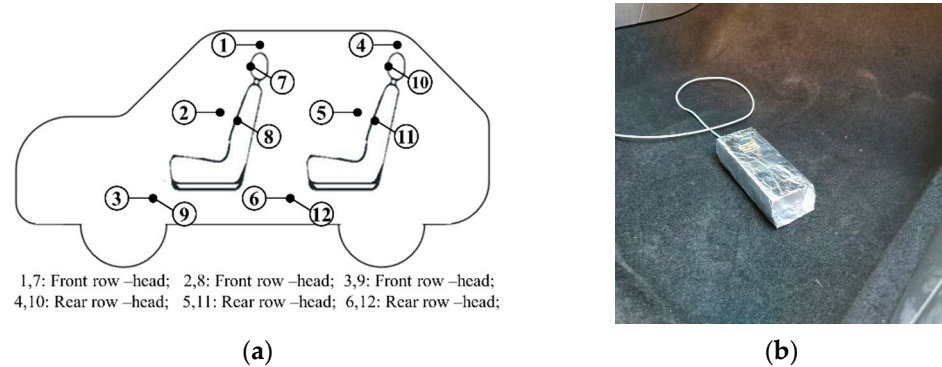 1 4
7 10
2 5
8 11
3 6
9 12
1,7: Front row –head; 2,8: Front row –head; 3,9: Front row –head;
4,10: Rear row –head; 5,11: Rear row –head; 6,12: Rear row –head;
(a) (b)